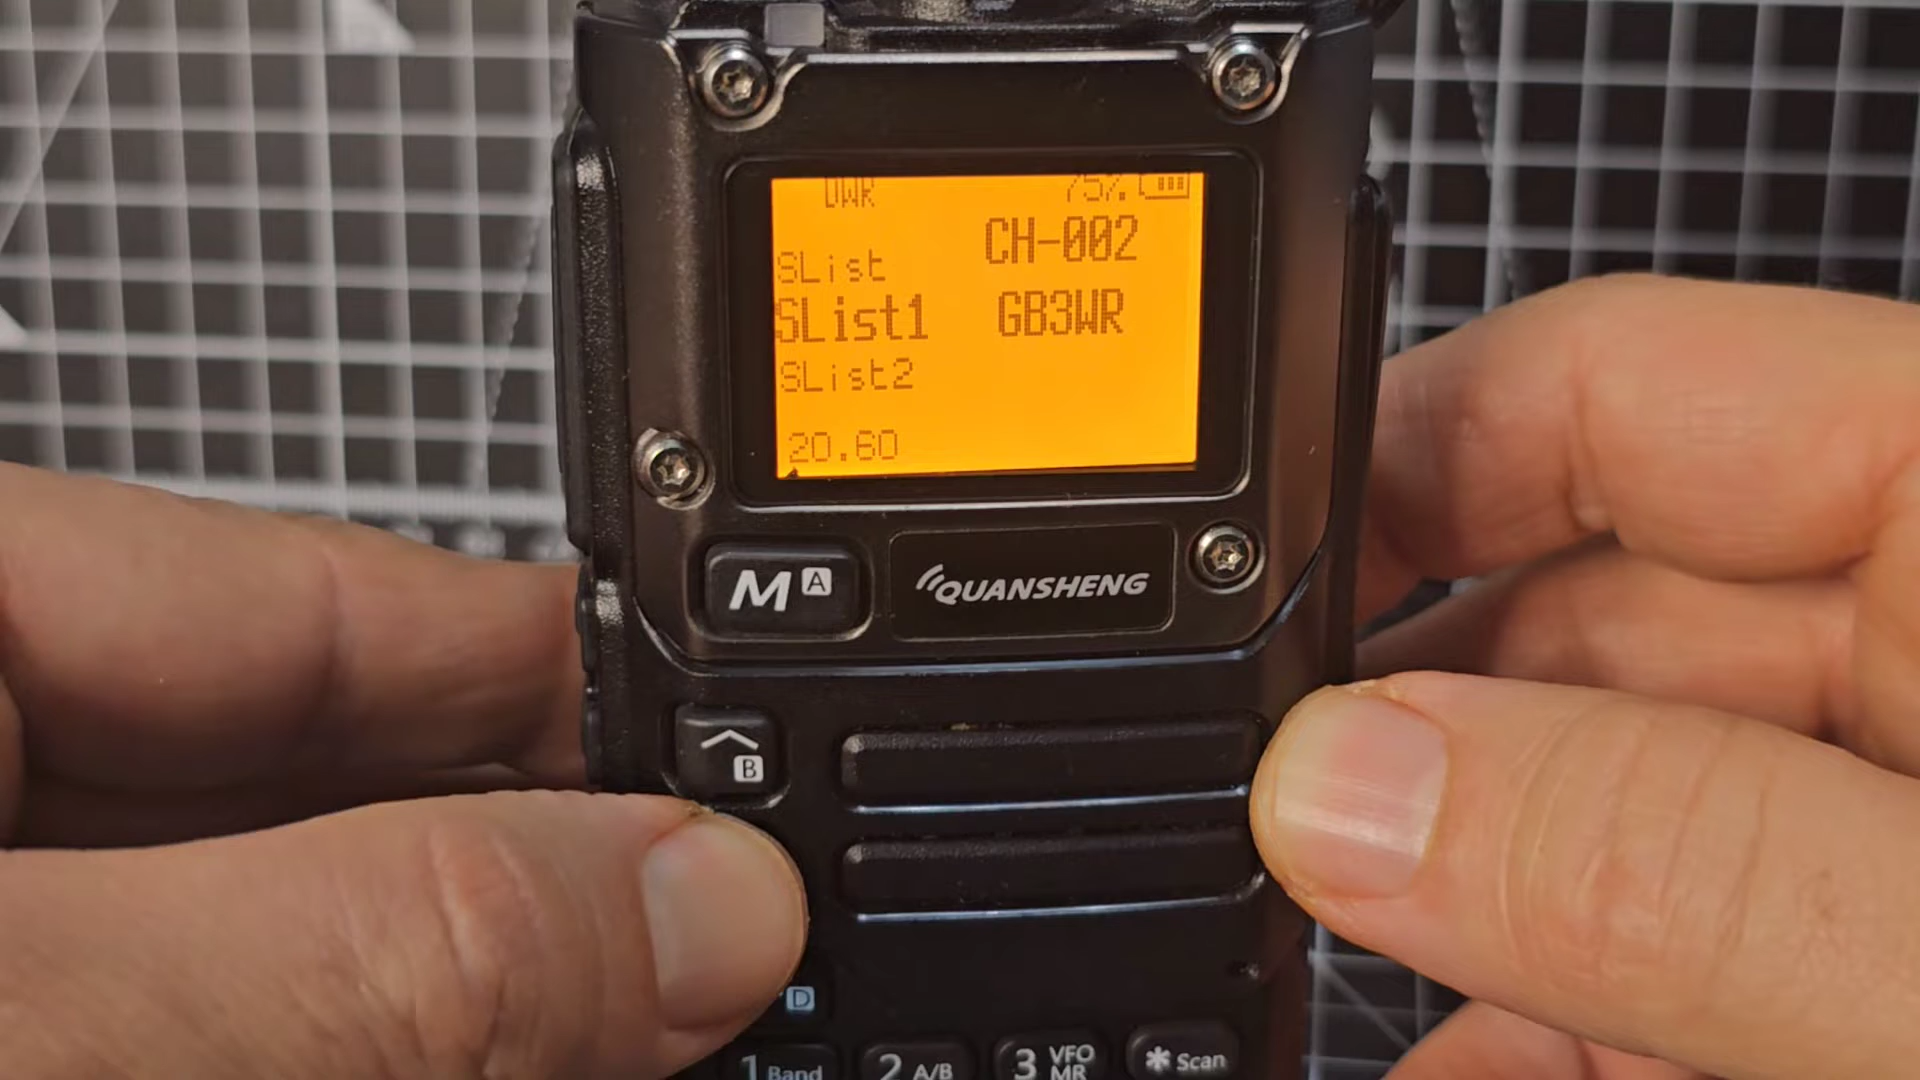 DWR 75%
CH-002
SList
SList1 GB3WR
SList2
20.60
M A
QUANSHENG
B
D
1 Band 2 A/B 3 VFO MR * Scan